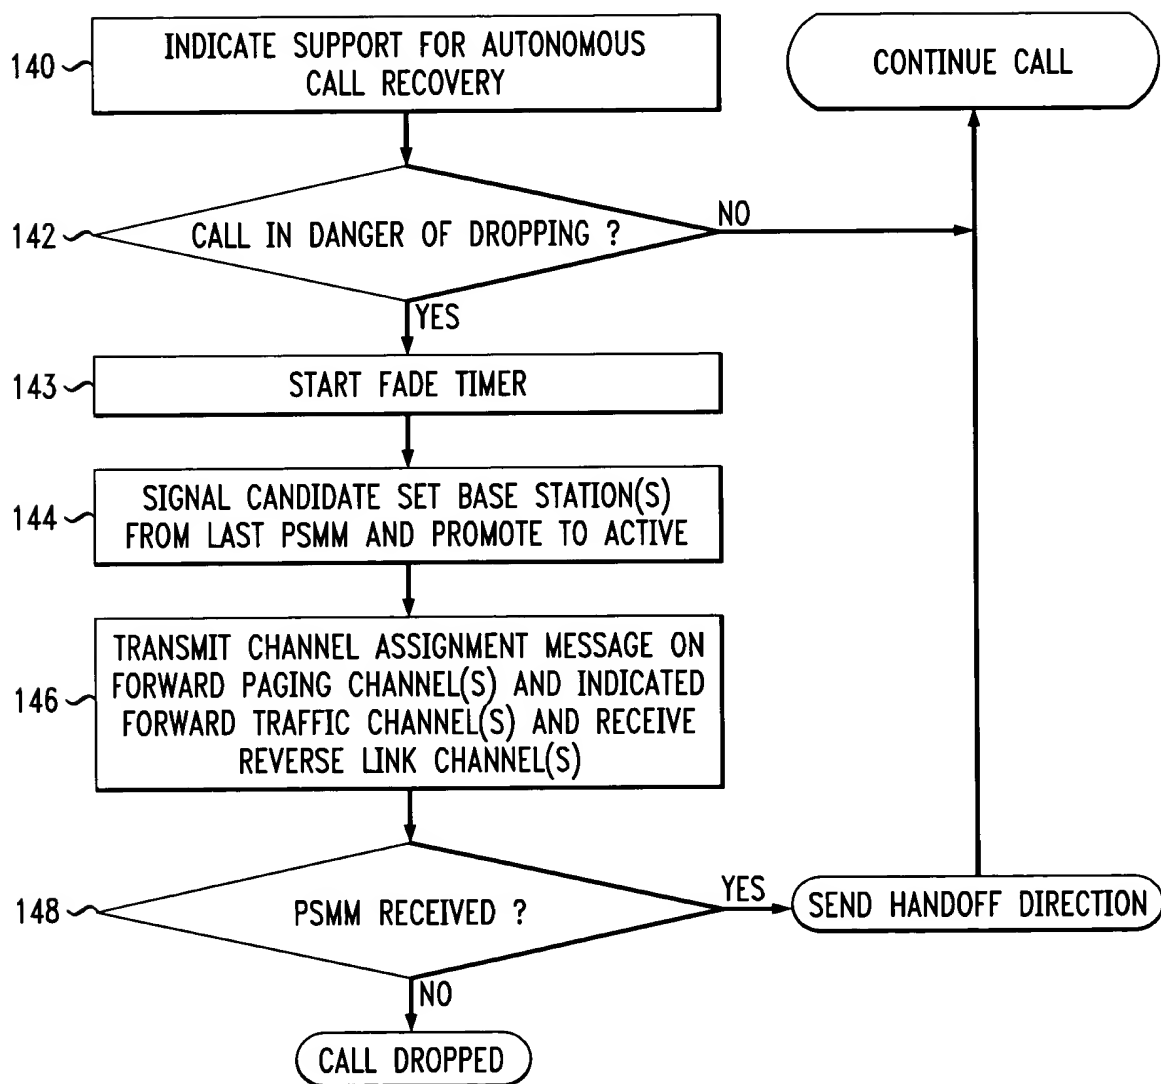 140
INDICATE SUPPORT FOR AUTONOMOUS
CALL RECOVERY
CONTINUE CALL
142
CALL IN DANGER OF DROPPING ?
NO
YES
143
START FADE TIMER
144
SIGNAL CANDIDATE SET BASE STATION(S)
FROM LAST PSMM AND PROMOTE TO ACTIVE
146
TRANSMIT CHANNEL ASSIGNMENT MESSAGE ON
FORWARD PAGING CHANNEL(S) AND INDICATED
FORWARD TRAFFIC CHANNEL(S) AND RECEIVE
REVERSE LINK CHANNEL(S)
148
PSMM RECEIVED ?
YES
SEND HANDOFF DIRECTION
NO
CALL DROPPED